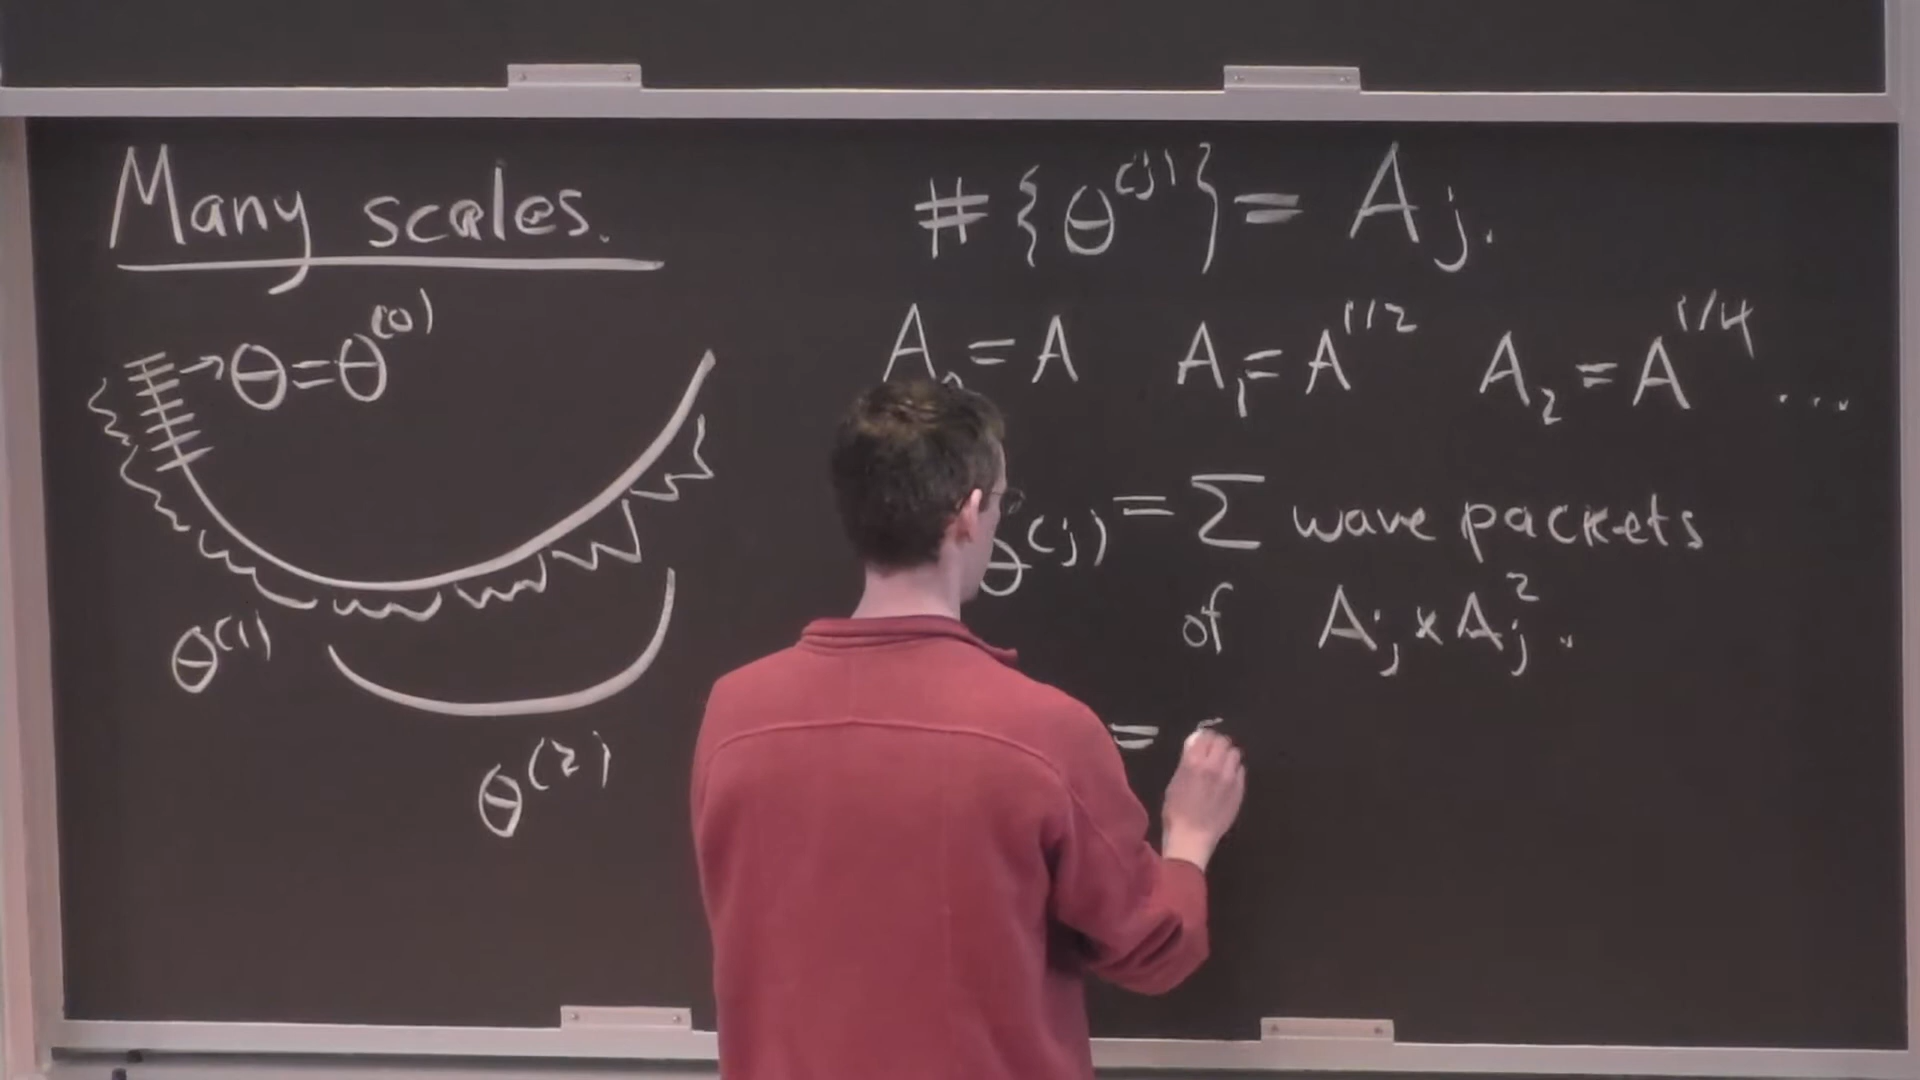 Many scales.
→ θ = θ^(0)
θ^(1)
θ^(2)
#{θ^(j)} = A_j.
A_0 = A A_1 = A^1/2 A_2 = A^1/4 ...
θ^(j) = Σ wave packets
of A_j × A_j^2.
=